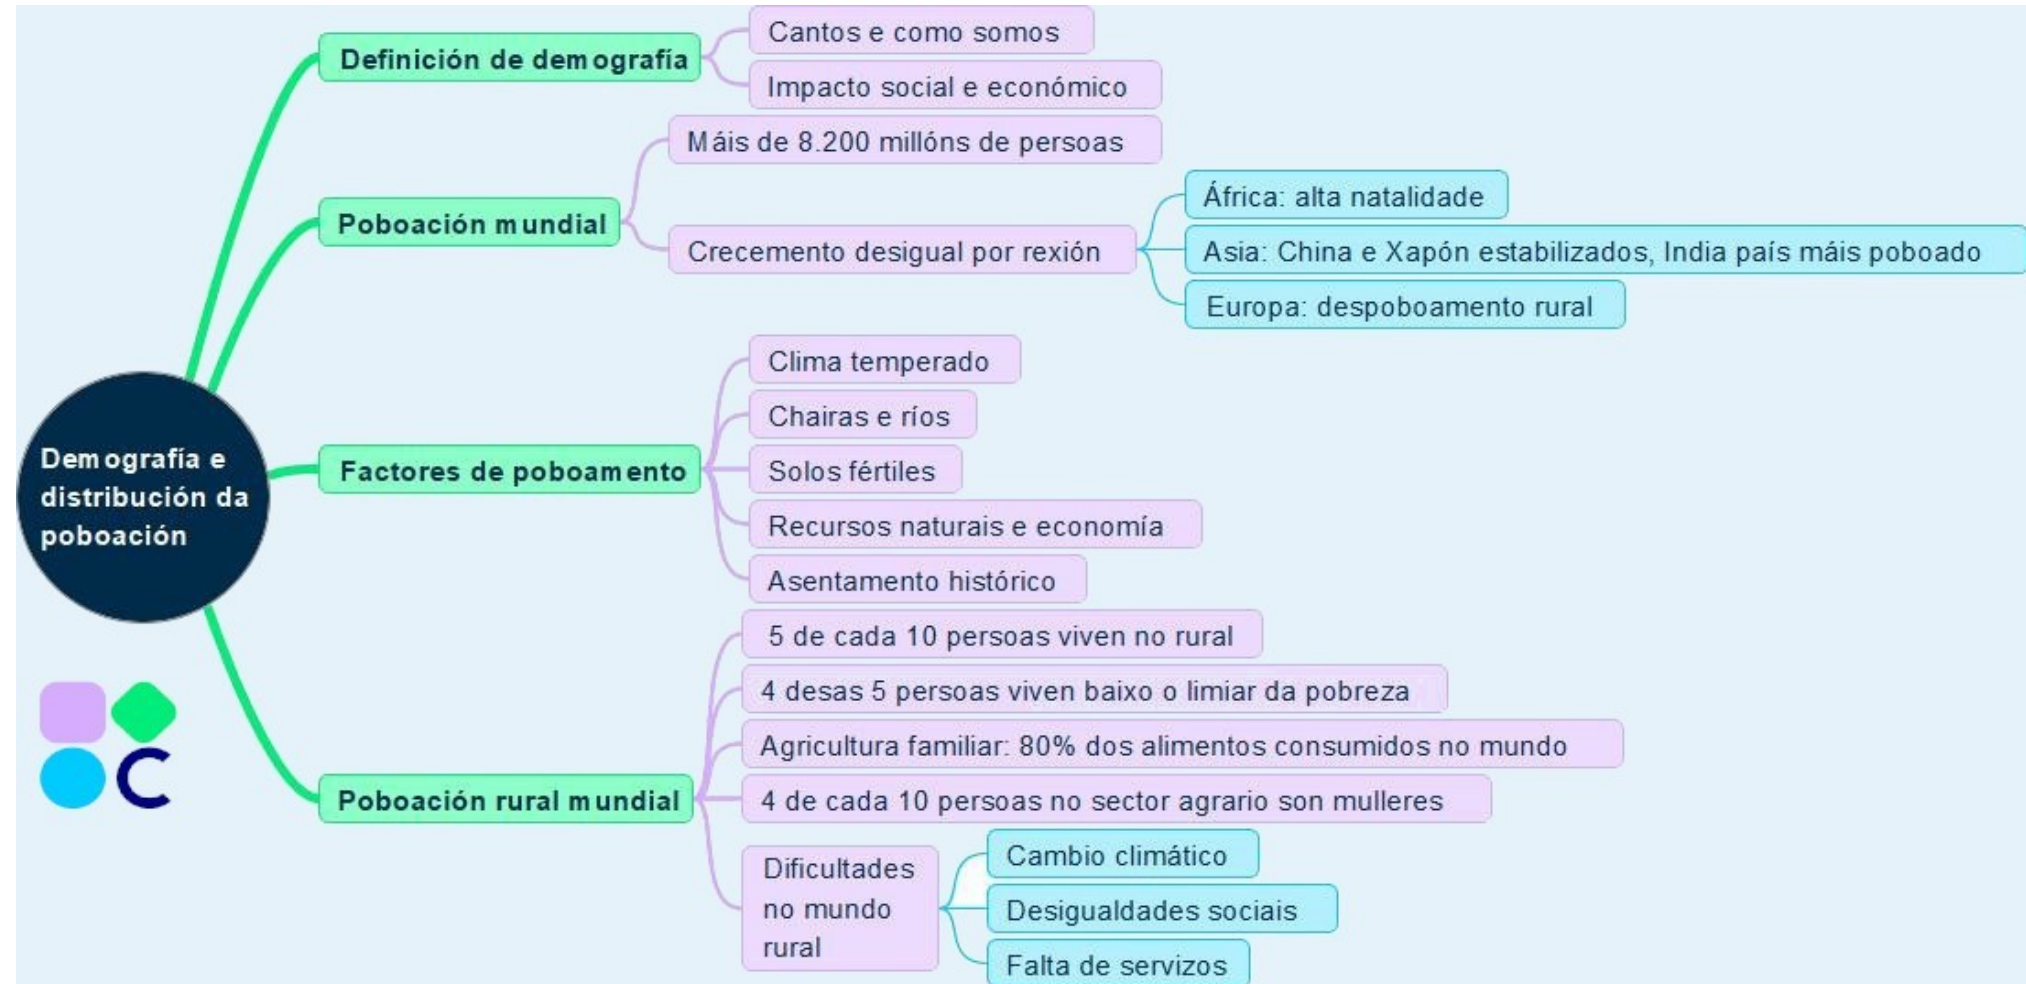 Demografía e
distribución da
poboación
Definición de demografía
Cantos e como somos
Impacto social e económico
Poboación mundial
Máis de 8.200 millóns de persoas
Crecemento desigual por rexión
África: alta natalidade
Asia: China e Xapón estabilizados, India país máis poboado
Europa: despoboamento rural
Factores de poboamento
Clima temperado
Chairas e ríos
Solos fértiles
Recursos naturais e economía
Asentamento histórico
Poboación rural mundial
5 de cada 10 persoas viven no rural
4 desas 5 persoas viven baixo o limiar da pobreza
Agricultura familiar: 80% dos alimentos consumidos no mundo
4 de cada 10 persoas no sector agrario son mulleres
Dificultades
no mundo
rural
Cambio climático
Desigualdades sociais
Falta de servizos